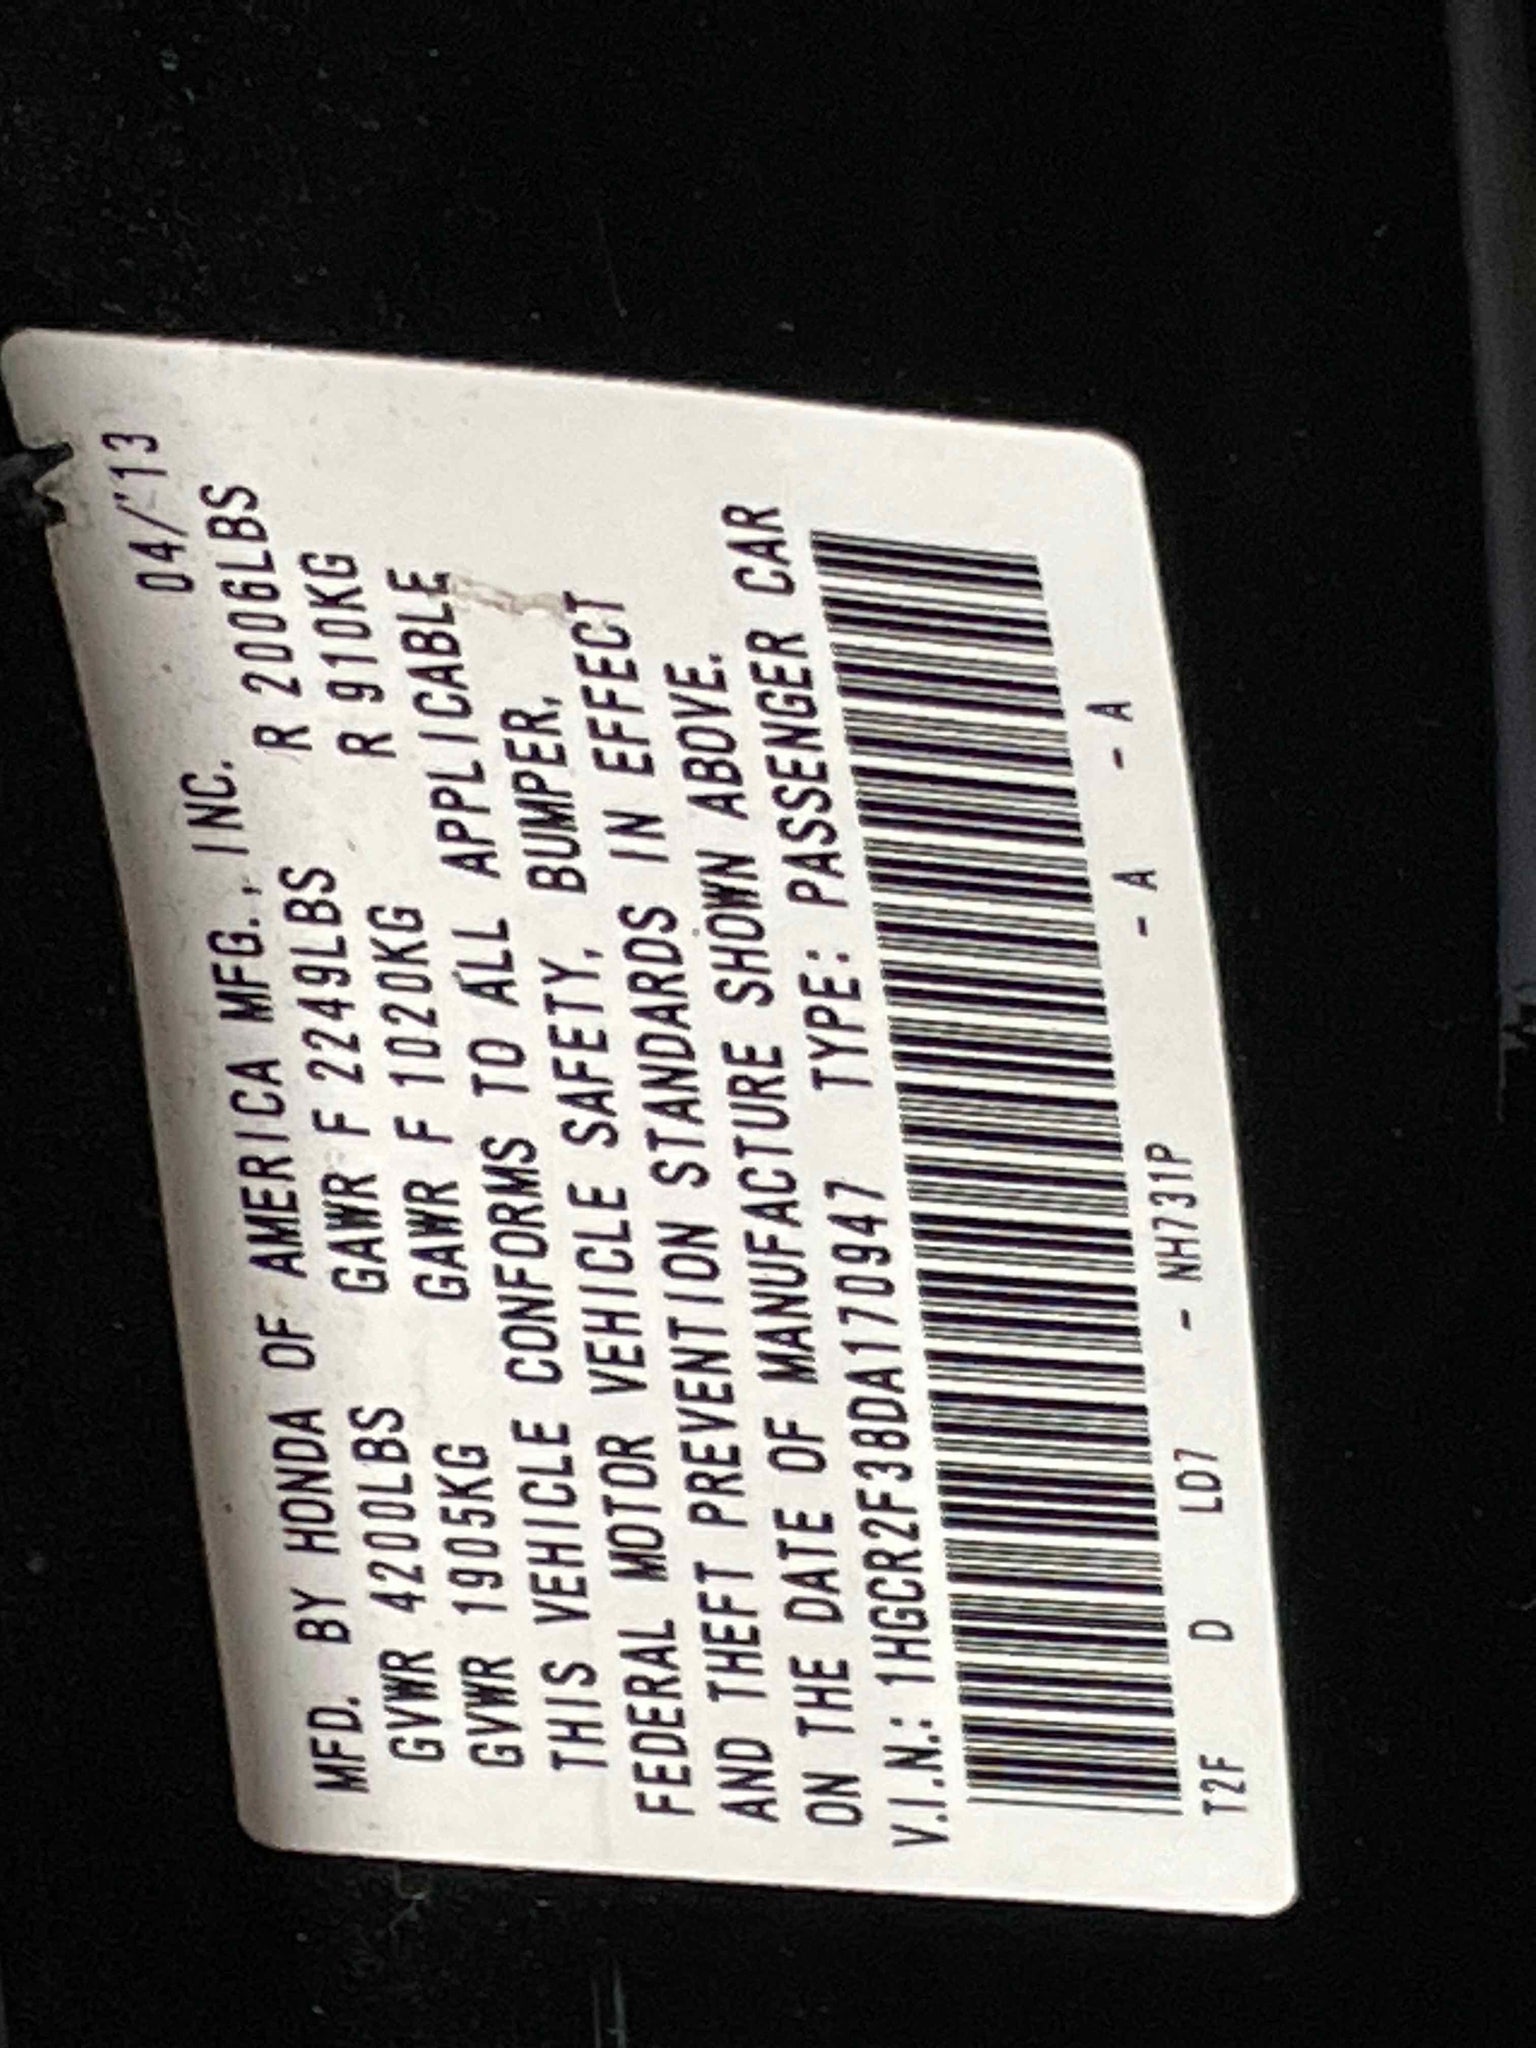 04/'13
MFD. BY HONDA OF AMERICA MFG., INC.
GVWR 4200LBS GAWR F 2249LBS R 2006LBS
GVWR 1905KG GAWR F 1020KG R 910KG
THIS VEHICLE CONFORMS TO ALL APPLICABLE
FEDERAL MOTOR VEHICLE SAFETY, BUMPER,
AND THEFT PREVENTION STANDARDS IN EFFECT
ON THE DATE OF MANUFACTURE SHOWN ABOVE.
V.I.N.: 1HGCR2F38DA170947 TYPE: PASSENGER CAR
T2F D LD7 - NH731P - A - A